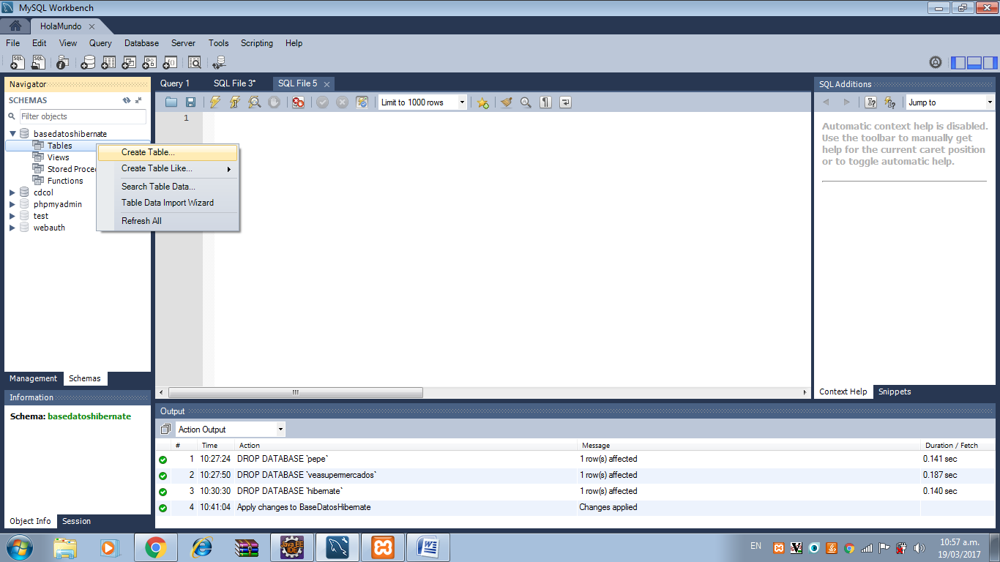 MySQL Workbench
HolaMundo
File Edit View Query Database Server Tools Scripting Help
Navigator
SCHEMAS
Filter objects
basedatoshibernate
Tables
Views
Stored Proce
Functions
cdcol
phpmyadmin
test
webauth
Create Table...
Create Table Like...
Search Table Data...
Table Data Import Wizard
Refresh All
Management Schemas
Information
Schema: basedatoshibernate
Object Info Session
Query 1 SQL File 3* SQL File 5
Limit to 1000 rows
1
SQL Additions
Jump to
Automatic context help is disabled.
Use the toolbar to manually get
help for the current caret position
or to toggle automatic help.
Context Help Snippets
Output
Action Output
# Time Action Message Duration / Fetch
1 10:27:24 DROP DATABASE `pepe` 1 row(s) affected 0.141 sec
2 10:27:50 DROP DATABASE `veasupermercados` 1 row(s) affected 0.187 sec
3 10:30:30 DROP DATABASE `hibernate` 1 row(s) affected 0.140 sec
4 10:41:04 Apply changes to BaseDatosHibernate Changes applied
Java EE
IDE
EN
10:57 a.m.
19/03/2017